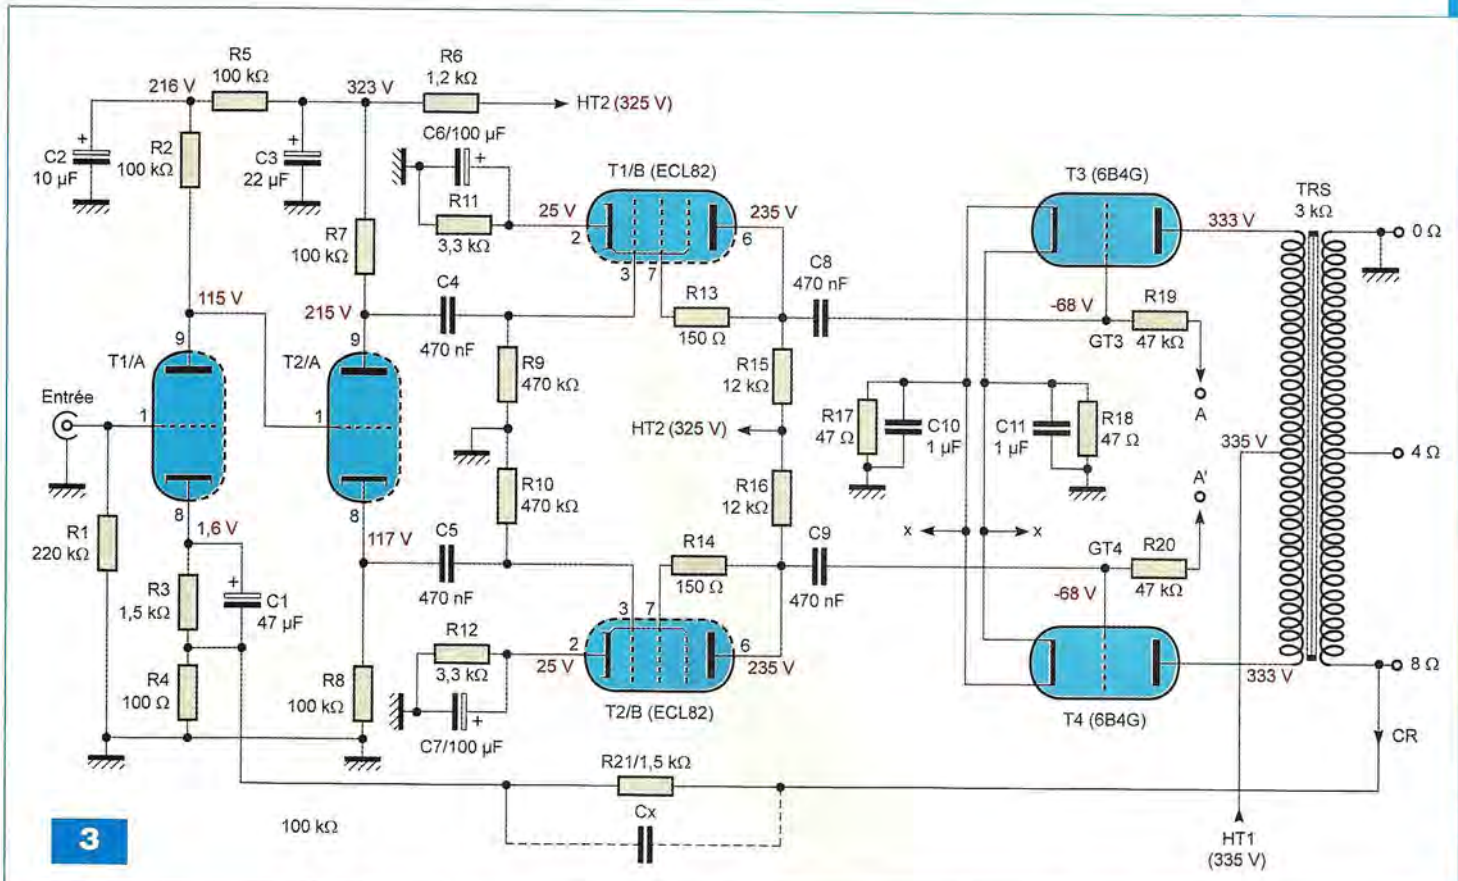 R5
100 kΩ
R6
1,2 kΩ
216 V
323 V
HT2 (325 V)
C6/100 µF
+
+
+
C2
10 µF
R2
100 kΩ
C3
22 µF
R11
3,3 kΩ
T1/B (ECL82)
25 V
2
235 V
6
3
7
T3 (6B4G)
333 V
TRS
3 kΩ
0 Ω
R7
100 kΩ
C4
470 nF
R13
150 Ω
C8
470 nF
-68 V
GT3
R19
47 kΩ
A
115 V
215 V
9
9
T1/A
T2/A
R9
470 kΩ
R15
12 kΩ
Entrée
1
1
HT2 (325 V)
R17
47 Ω
C10
1 µF
C11
1 µF
R18
47 Ω
335 V
4 Ω
A'
R10
470 kΩ
R16
12 kΩ
8
8
R1
220 kΩ
1,6 V
117 V
C5
470 nF
R14
150 Ω
C9
470 nF
x
x
GT4
R20
47 kΩ
-68 V
R3
1,5 kΩ
+
C1
47 µF
3
7
R12
3,3 kΩ
2
25 V
6
235 V
333 V
8 Ω
R4
100 Ω
R8
100 kΩ
+
C7/100 µF
T2/B (ECL82)
T4 (6B4G)
CR
R21/1,5 kΩ
Cx
100 kΩ
3
HT1
(335 V)